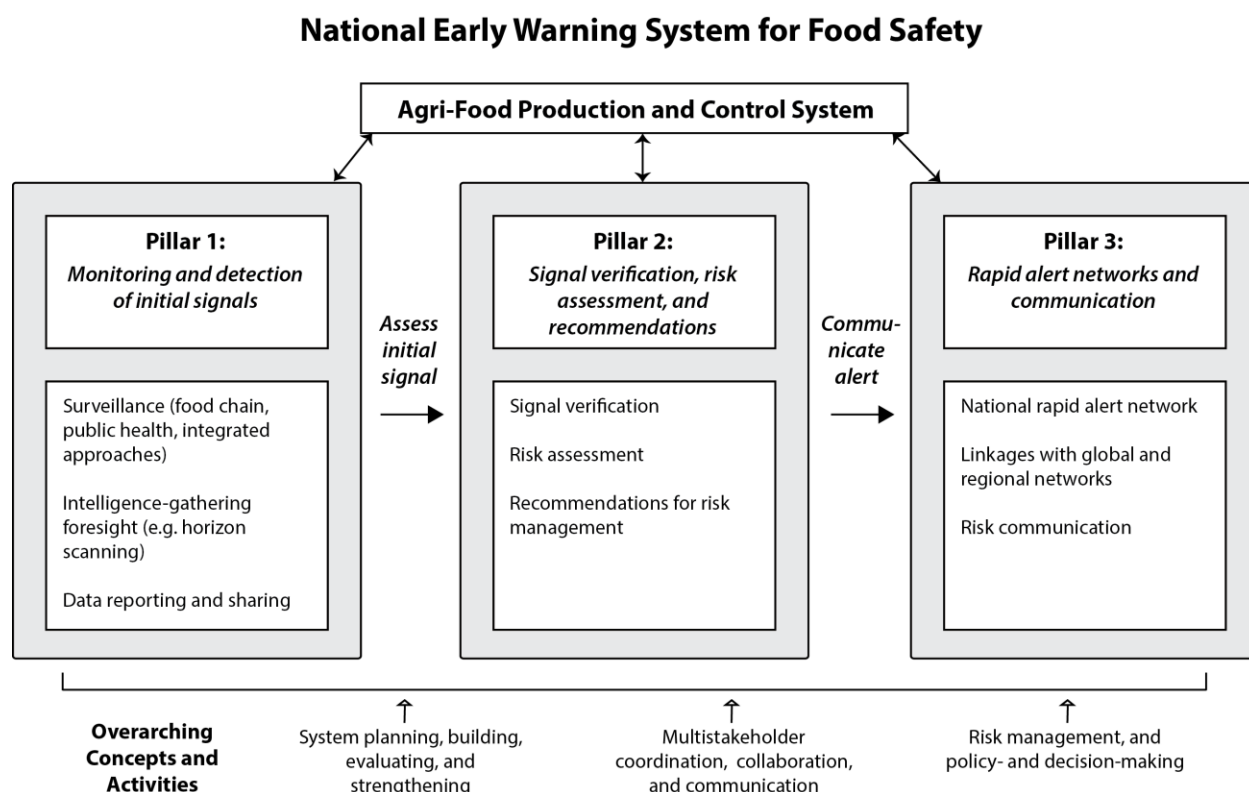 National Early Warning System for Food Safety
Agri-Food Production and Control System
Pillar 1:
Monitoring and detection
of initial signals
Surveillance (food chain,
public health, integrated
approaches)
Intelligence-gathering
foresight (e.g. horizon
scanning)
Data reporting and sharing
Assess
initial
signal
Pillar 2:
Signal verification, risk
assessment, and
recommendations
Signal verification
Risk assessment
Recommendations for risk
management
Commu-
nicate
alert
Pillar 3:
Rapid alert networks and
communication
National rapid alert network
Linkages with global and
regional networks
Risk communication
Overarching
Concepts and
Activities
System planning, building,
evaluating, and
strengthening
Multistakeholder
coordination, collaboration,
and communication
Risk management, and
policy- and decision-making